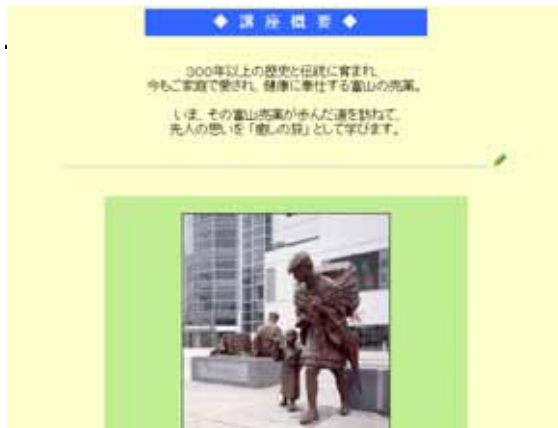 ◆ 講 座 概 要 ◆
300年以上の歴史と伝統に育まれ、
今もご家庭で愛され、健康に奉仕する富山の売薬。
いま、その富山売薬が歩んだ道を訪ねて、
先人の思いを「癒しの旅」として学びます。